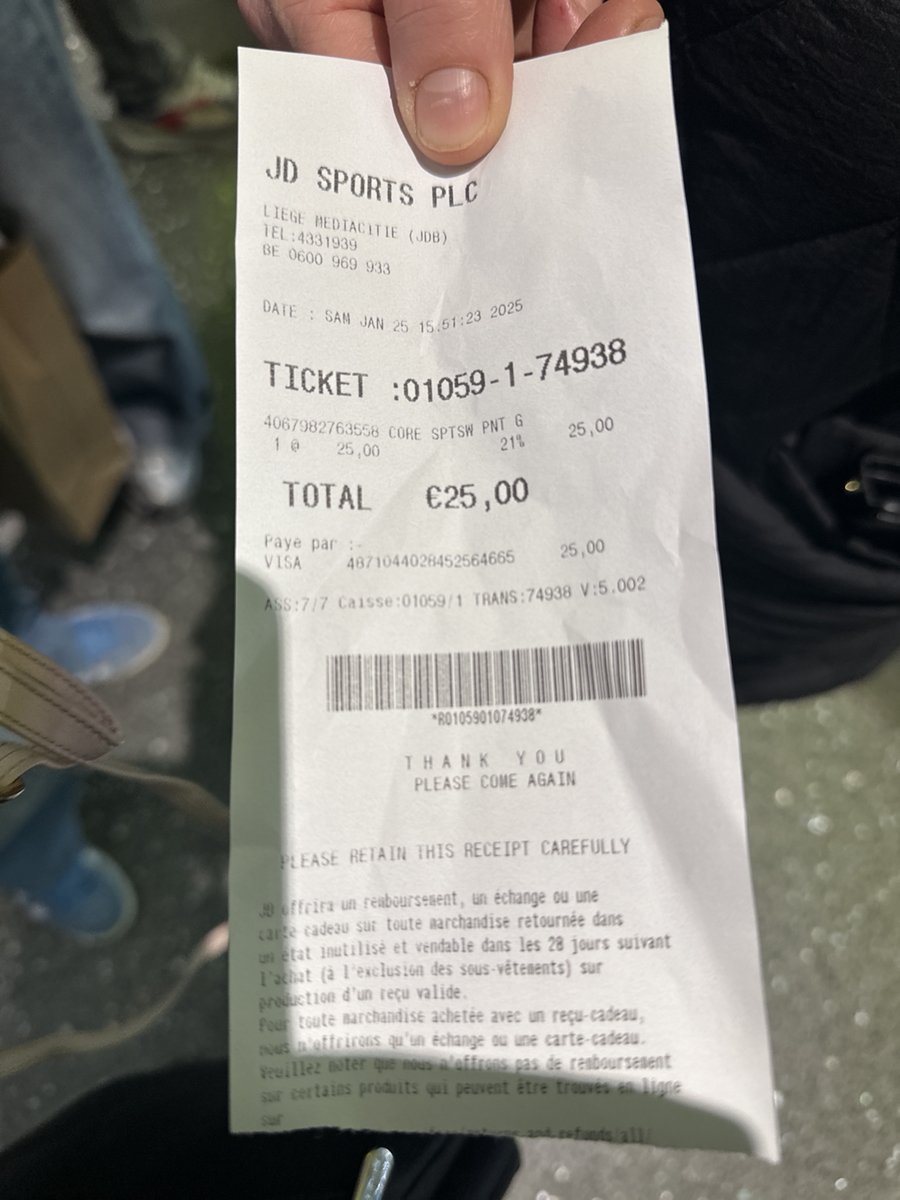 JD SPORTS PLC
LIEGE MEDIACITIE (JDB)
TEL:4331939
BE 0600 969 933
DATE : SAM JAN 25 15:51:23 2025
TICKET :01059-1-74938
4067982763558 CORE SPTSW PNT G 25,00
1 @ 25,00 21%
TOTAL €25,00
Paye par :-
VISA 4871044028452564665 25,00
ASS:7/7 Caisse:01059/1 TRANS:74938 V:5.002
*R0105901074938*
THANK YOU
PLEASE COME AGAIN
PLEASE RETAIN THIS RECEIPT CAREFULLY
JD offrira un remboursement, un échange ou une
carte cadeau sur toute marchandise retournée dans
un état inutilisé et vendable dans les 28 jours suivant
l'achat (à l'exclusion des sous-vêtements) sur
production d'un reçu valide.
Pour toute marchandise achetée avec un reçu-cadeau,
nous n'offrirons qu'un échange ou une carte-cadeau.
Veuillez noter que nous n'offrons pas de remboursement
sur certains produits qui peuvent être trouvés en ligne
sur
and-refunds/all/